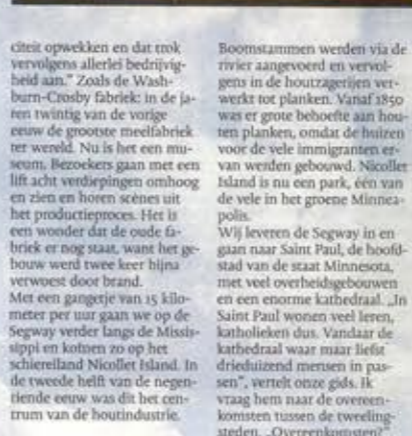 citeit opwekken en dat trok
vervolgens allerlei bedrijvig-
heid aan." Zoals de Wash-
burn-Crosby fabriek: in de ja-
ren twintig van de vorige
eeuw de grootste meelfabriek
ter wereld. Nu is het een mu-
seum. Bezoekers gaan met een
lift acht verdiepingen omhoog
en zien en horen scènes uit
het productieproces. Het is
een wonder dat de oude fa-
briek er nog staat, want het ge-
bouw werd twee keer bijna
verwoest door brand.
Met een gangetje van 15 kilo-
meter per uur gaan we op de
Segway verder langs de Missis-
sippi en komen zo op het
schiereiland Nicollet Island. In
de tweede helft van de negen-
tiende eeuw was dit het cen-
trum van de houtindustrie.
Boomstammen werden via de
rivier aangevoerd en vervol-
gens in de houtzagerijen ver-
werkt tot planken. Vanaf 1850
was er grote behoefte aan hou-
ten planken, omdat de huizen
voor de vele immigranten er-
van werden gebouwd. Nicollet
Island is nu een park, één van
de vele in het groene Minnea-
polis.
Wij leveren de Segway in en
gaan naar Saint Paul, de hoofd-
stad van de staat Minnesota,
met veel overheidsgebouwen
en een enorme kathedraal. „In
Saint Paul wonen veel Ieren,
katholieken dus. Vandaar de
kathedraal waar maar liefst
drieduizend mensen in pas-
sen", vertelt onze gids. Ik
vraag hem naar de overeen-
komsten tussen de tweeling-
steden. „Overeenkomsten?"